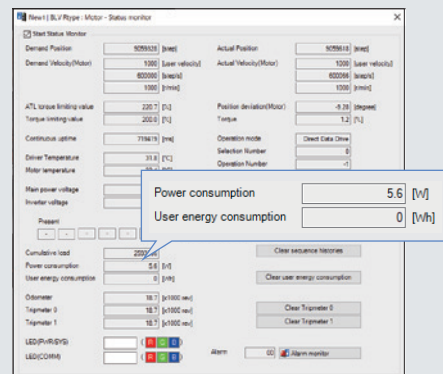 New1 | BLV Rtype : Motor - Status monitor
Start Status Monitor
Demand Position [step] Actual Position [step]
Demand Velocity(Motor) 1000 [user velocity] Actual Velocity(Motor) 1000 [user velocity]
600000 [step/s] [step/s]
1000 [r/min] 1000 [r/min]
ATL torque limiting value 220.7 [%] Position deviation(Motor) [degree]
Torque limiting value 200.0 [%] Torque 1.2 [%]
Continuous uptime [ms] Operation mode Direct Data Drive
Selection Number 0
Driver Temperature 31.8 [°C] Operation Number -1
Motor temperature
Main power voltage
Inverter voltage
Power consumption 5.6 [W]
User energy consumption 0 [Wh]
Present
Cumulative load Clear sequence histories
Power consumption 5.6 [W]
User energy consumption 0 [Wh] Clear user energy consumption
Odometer 18.7 [x1000 rev]
Tripmeter 0 18.7 [x1000 rev] Clear Tripmeter 0
Tripmeter 1 18.7 [x1000 rev] Clear Tripmeter 1
LED(PWR/SYS) ( R G B )
LED(COMM) ( R G B ) Alarm 00 Alarm monitor